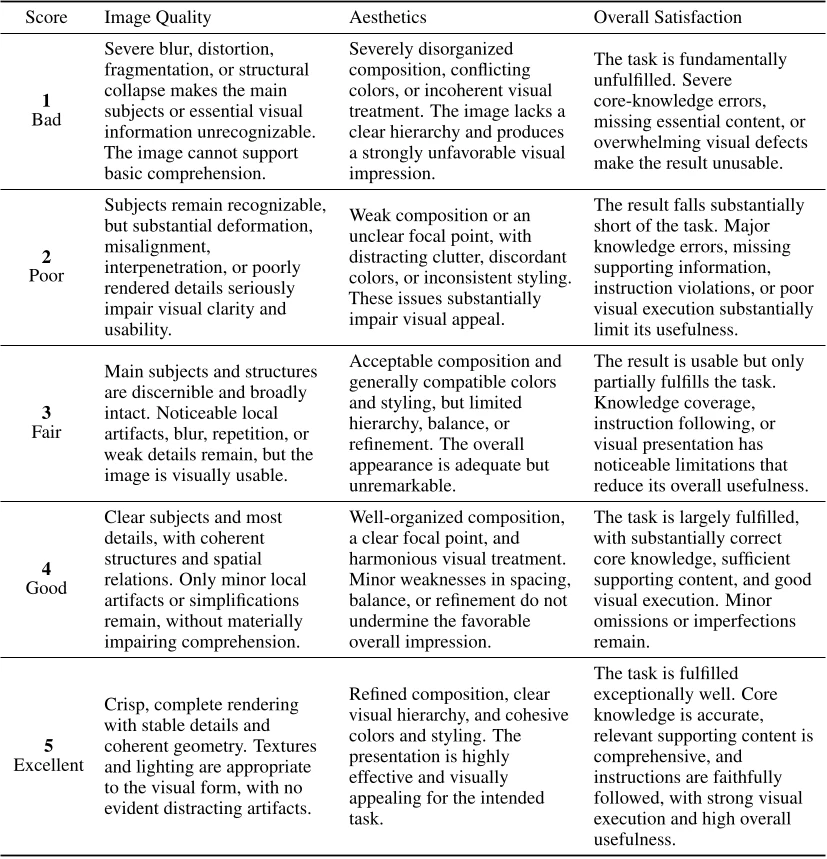 Score Image Quality Aesthetics Overall Satisfaction
1
Bad
Severe blur, distortion,
fragmentation, or structural
collapse makes the main
subjects or essential visual
information unrecognizable.
The image cannot support
basic comprehension.
Severely disorganized
composition, conflicting
colors, or incoherent visual
treatment. The image lacks a
clear hierarchy and produces
a strongly unfavorable visual
impression.
The task is fundamentally
unfulfilled. Severe
core-knowledge errors,
missing essential content, or
overwhelming visual defects
make the result unusable.
2
Poor
Subjects remain recognizable,
but substantial deformation,
misalignment,
interpenetration, or poorly
rendered details seriously
impair visual clarity and
usability.
Weak composition or an
unclear focal point, with
distracting clutter, discordant
colors, or inconsistent styling.
These issues substantially
impair visual appeal.
The result falls substantially
short of the task. Major
knowledge errors, missing
supporting information,
instruction violations, or poor
visual execution substantially
limit its usefulness.
3
Fair
Main subjects and structures
are discernible and broadly
intact. Noticeable local
artifacts, blur, repetition, or
weak details remain, but the
image is visually usable.
Acceptable composition and
generally compatible colors
and styling, but limited
hierarchy, balance, or
refinement. The overall
appearance is adequate but
unremarkable.
The result is usable but only
partially fulfills the task.
Knowledge coverage,
instruction following, or
visual presentation has
noticeable limitations that
reduce its overall usefulness.
4
Good
Clear subjects and most
details, with coherent
structures and spatial
relations. Only minor local
artifacts or simplifications
remain, without materially
impairing comprehension.
Well-organized composition,
a clear focal point, and
harmonious visual treatment.
Minor weaknesses in spacing,
balance, or refinement do not
undermine the favorable
overall impression.
The task is largely fulfilled,
with substantially correct
core knowledge, sufficient
supporting content, and good
visual execution. Minor
omissions or imperfections
remain.
5
Excellent
Crisp, complete rendering
with stable details and
coherent geometry. Textures
and lighting are appropriate
to the visual form, with no
evident distracting artifacts.
Refined composition, clear
visual hierarchy, and cohesive
colors and styling. The
presentation is highly
effective and visually
appealing for the intended
task.
The task is fulfilled
exceptionally well. Core
knowledge is accurate,
relevant supporting content is
comprehensive, and
instructions are faithfully
followed, with strong visual
execution and high overall
usefulness.